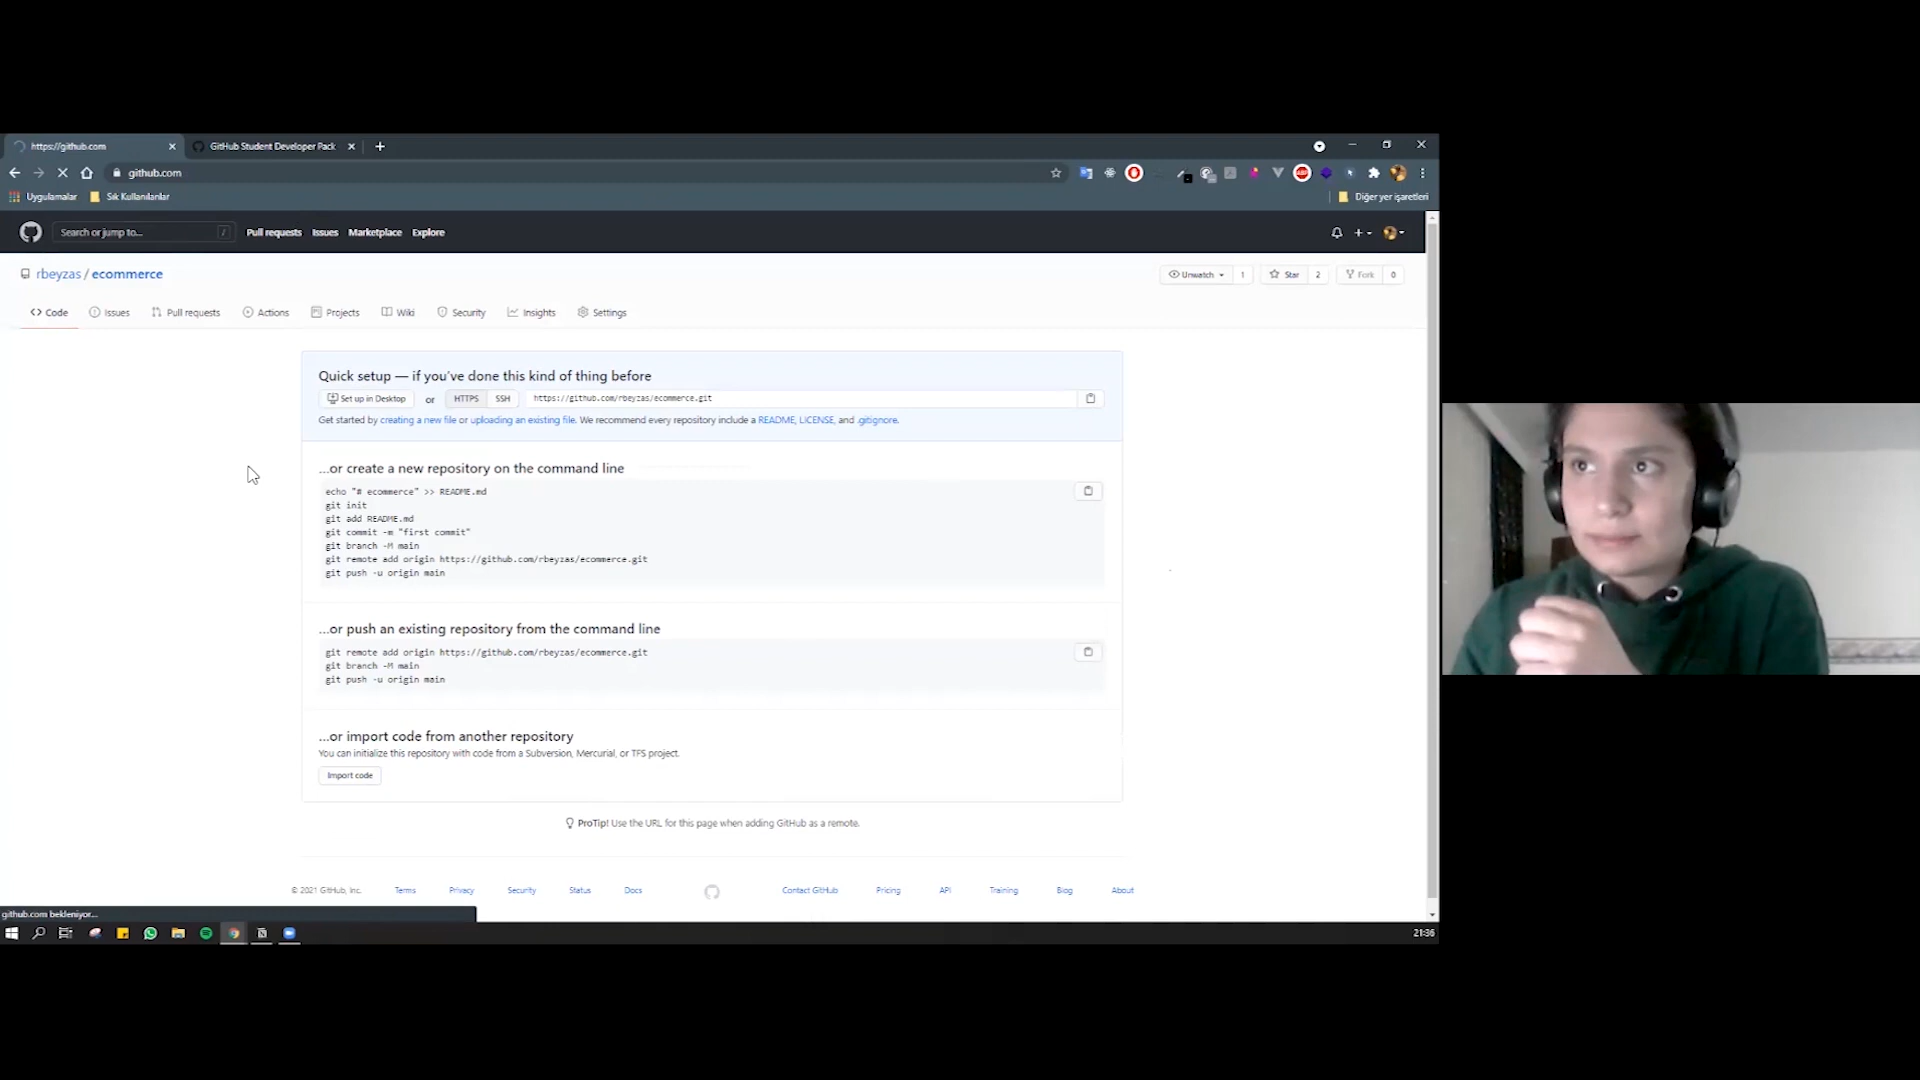 https://github.com
GitHub Student Developer Pack
github.com
Uygulamalar
Sık Kullanılanlar
Diğer yer işaretleri
Search or jump to...
/
Pull requests
Issues
Marketplace
Explore
rbeyzas / ecommerce
Unwatch 1
Star 2
Fork 0
Code
Issues
Pull requests
Actions
Projects
Wiki
Security
Insights
Settings
Quick setup — if you've done this kind of thing before
Set up in Desktop or HTTPS SSH https://github.com/rbeyzas/ecommerce.git
Get started by creating a new file or uploading an existing file. We recommend every repository include a README, LICENSE, and .gitignore.
...or create a new repository on the command line
echo "# ecommerce" >> README.md
git init
git add README.md
git commit -m "first commit"
git branch -M main
git remote add origin https://github.com/rbeyzas/ecommerce.git
git push -u origin main
...or push an existing repository from the command line
git remote add origin https://github.com/rbeyzas/ecommerce.git
git branch -M main
git push -u origin main
...or import code from another repository
You can initialize this repository with code from a Subversion, Mercurial, or TFS project.
Import code
ProTip! Use the URL for this page when adding GitHub as a remote.
© 2021 GitHub, Inc. Terms Privacy Security Status Docs Contact GitHub Pricing API Training Blog About
github.com bekleniyor...
21:36